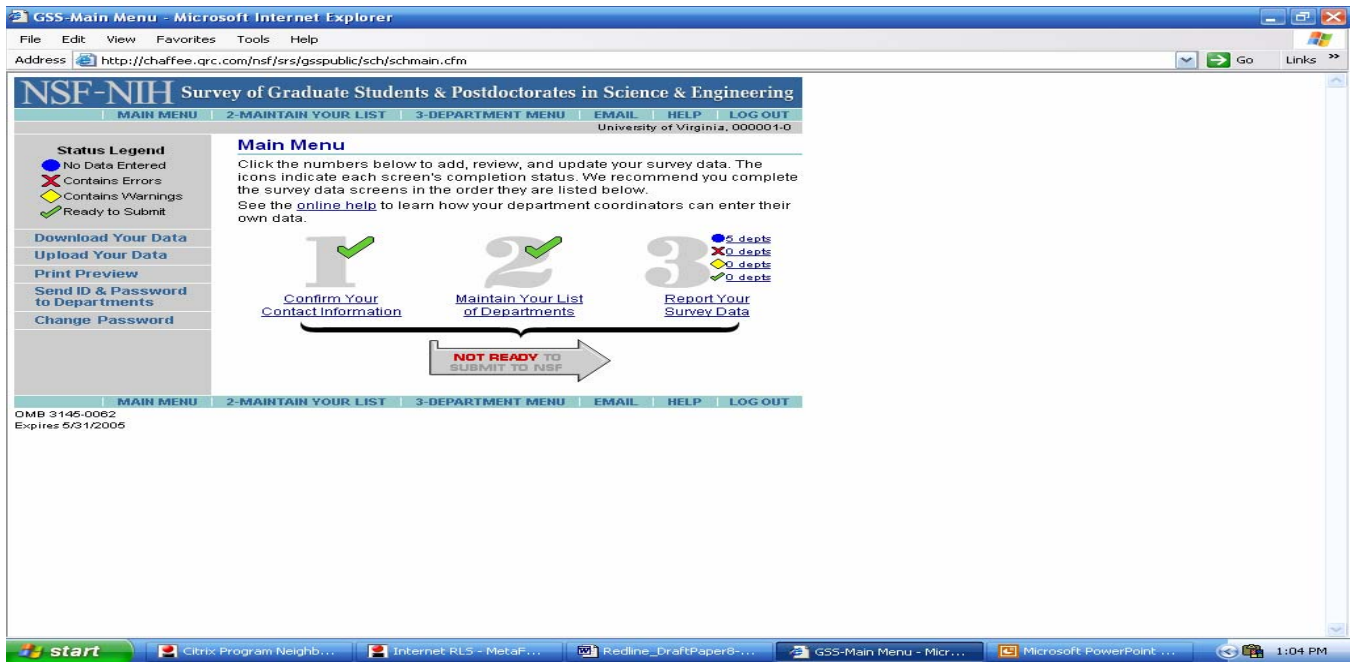 GSS-Main Menu - Microsoft Internet Explorer
File Edit View Favorites Tools Help
Address http://chaffee.qrc.com/nsf/srs/gsspublic/sch/schmain.cfm Go Links »
NSF-NIH Survey of Graduate Students & Postdoctorates in Science & Engineering
MAIN MENU 2-MAINTAIN YOUR LIST 3-DEPARTMENT MENU EMAIL HELP LOG OUT
University of Virginia, 000001-0
Status Legend
No Data Entered
Contains Errors
Contains Warnings
Ready to Submit
Download Your Data
Upload Your Data
Print Preview
Send ID & Password
to Departments
Change Password
Main Menu
Click the numbers below to add, review, and update your survey data. The
icons indicate each screen's completion status. We recommend you complete
the survey data screens in the order they are listed below.
See the online help to learn how your department coordinators can enter their
own data.
1
Confirm Your
Contact Information
2
Maintain Your List
of Departments
3
5 depts
0 depts
0 depts
0 depts
Report Your
Survey Data
NOT READY TO
SUBMIT TO NSF
MAIN MENU 2-MAINTAIN YOUR LIST 3-DEPARTMENT MENU EMAIL HELP LOG OUT
OMB 3145-0062
Expires 5/31/2005
start Citrix Program Neighb... Internet RLS - MetaF... Redline_DraftPaper8-... GSS-Main Menu - Micr... Microsoft PowerPoint ... 1:04 PM